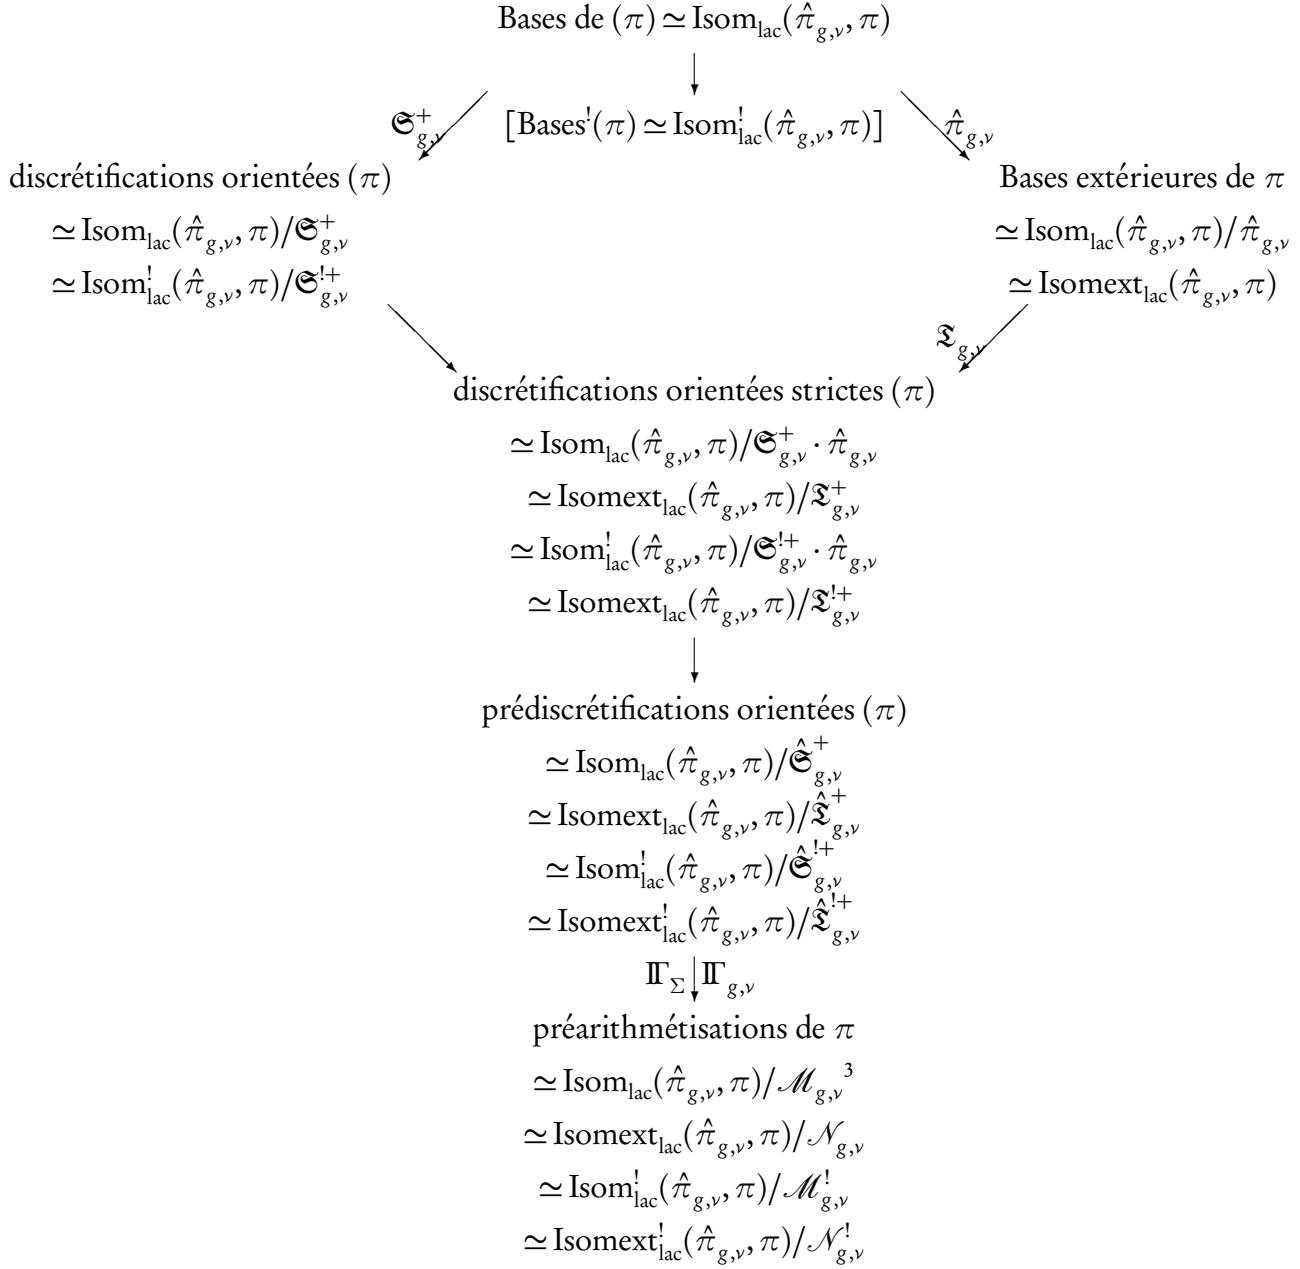 Bases de (π) ≃ Isom_lac(π̂_{g,ν}, π)
𝔖^+_{g,ν}
[Bases^!(π) ≃ Isom^!_lac(π̂_{g,ν}, π)]
π̂_{g,ν}
discrétifications orientées (π)
≃ Isom_lac(π̂_{g,ν}, π)/𝔖^+_{g,ν}
≃ Isom^!_lac(π̂_{g,ν}, π)/𝔖^{!+}_{g,ν}
Bases extérieures de π
≃ Isom_lac(π̂_{g,ν}, π)/π̂_{g,ν}
≃ Isomext_lac(π̂_{g,ν}, π)
𝔗_{g,ν}
discrétifications orientées strictes (π)
≃ Isom_lac(π̂_{g,ν}, π)/𝔖^+_{g,ν} · π̂_{g,ν}
≃ Isomext_lac(π̂_{g,ν}, π)/𝔗^+_{g,ν}
≃ Isom^!_lac(π̂_{g,ν}, π)/𝔖^{!+}_{g,ν} · π̂_{g,ν}
≃ Isomext_lac(π̂_{g,ν}, π)/𝔗^{!+}_{g,ν}
prédiscrétifications orientées (π)
≃ Isom_lac(π̂_{g,ν}, π)/𝔖̂^+_{g,ν}
≃ Isomext_lac(π̂_{g,ν}, π)/𝔗̂^+_{g,ν}
≃ Isom^!_lac(π̂_{g,ν}, π)/𝔖̂^{!+}_{g,ν}
≃ Isomext^!_lac(π̂_{g,ν}, π)/𝔗̂^{!+}_{g,ν}
𝕀Γ_Σ 𝕀Γ_{g,ν}
préarithmétisations de π
≃ Isom_lac(π̂_{g,ν}, π)/ℳ_{g,ν}^3
≃ Isomext_lac(π̂_{g,ν}, π)/𝒩_{g,ν}
≃ Isom^!_lac(π̂_{g,ν}, π)/ℳ^!_{g,ν}
≃ Isomext^!_lac(π̂_{g,ν}, π)/𝒩^!_{g,ν}